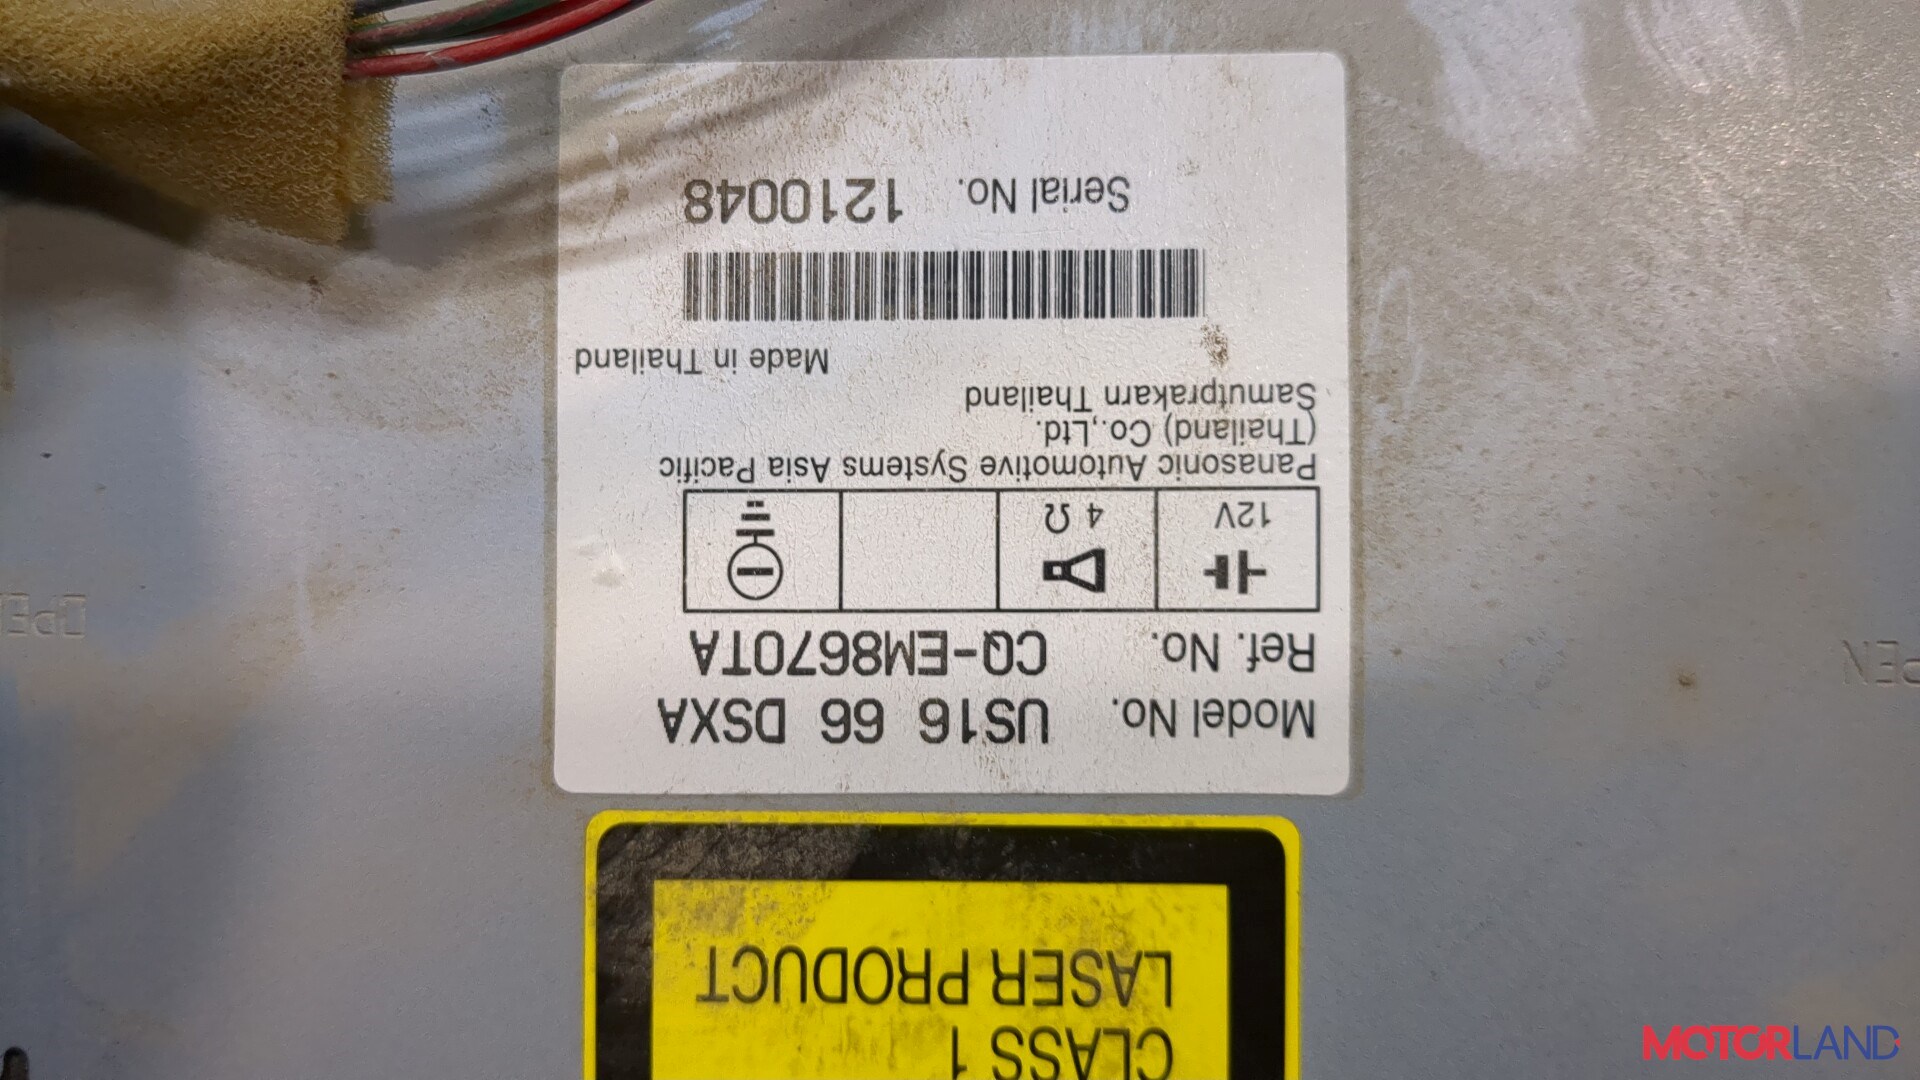 CLASS 1
LASER PRODUCT
Model No. US16 66 DSXA
Ref. No. CQ-EM8670TA
12V 4 Ω
Panasonic Automotive Systems Asia Pacific
(Thailand) Co.,Ltd.
Samutprakarn Thailand
Made in Thailand
Serial No. 1210048
OPEN
MOTORLAND